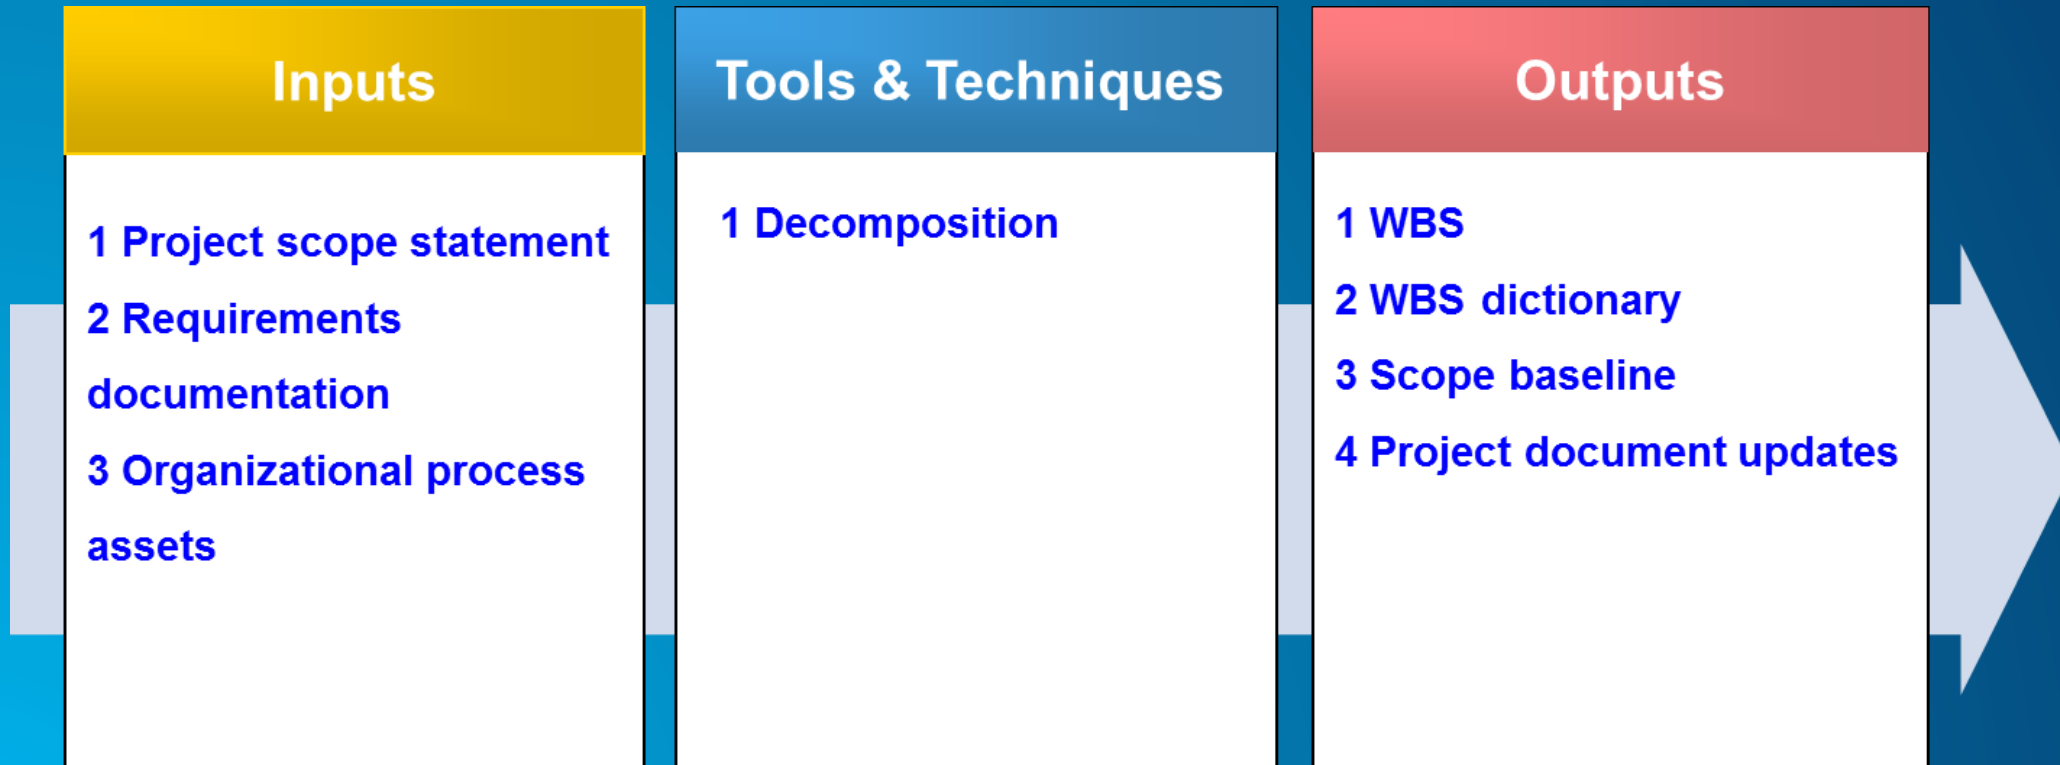 Inputs
1 Project scope statement
2 Requirements
documentation
3 Organizational process
assets
Tools & Techniques
1 Decomposition
Outputs
1 WBS
2 WBS dictionary
3 Scope baseline
4 Project document updates